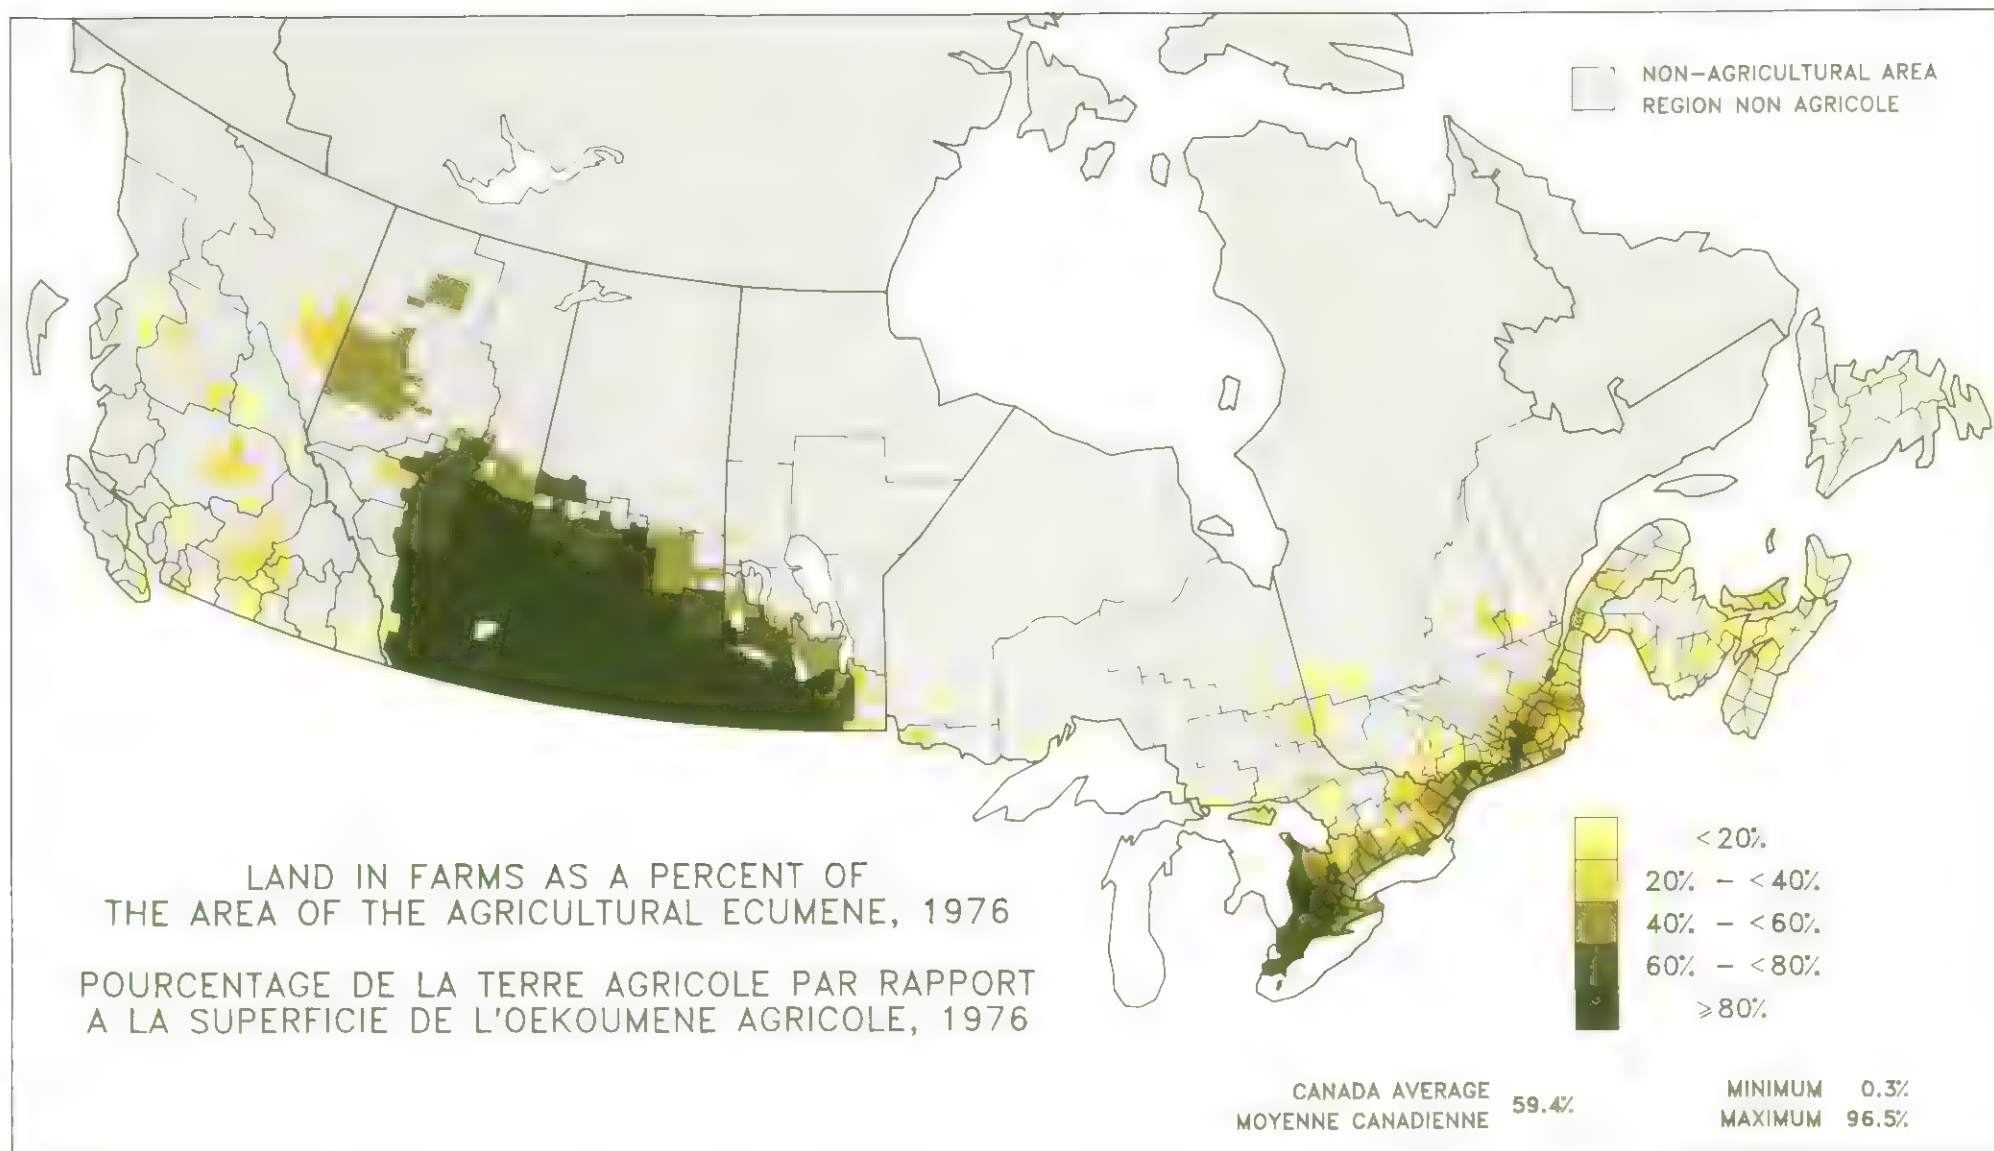 NON-AGRICULTURAL AREA
REGION NON AGRICOLE
LAND IN FARMS AS A PERCENT OF
THE AREA OF THE AGRICULTURAL ECUMENE, 1976
POURCENTAGE DE LA TERRE AGRICOLE PAR RAPPORT
A LA SUPERFICIE DE L'OEKOUMENE AGRICOLE, 1976
<20%
20% - <40%
40% - <60%
60% - <80%
≥80%
CANADA AVERAGE
MOYENNE CANADIENNE
59.4%
MINIMUM 0.3%
MAXIMUM 96.5%